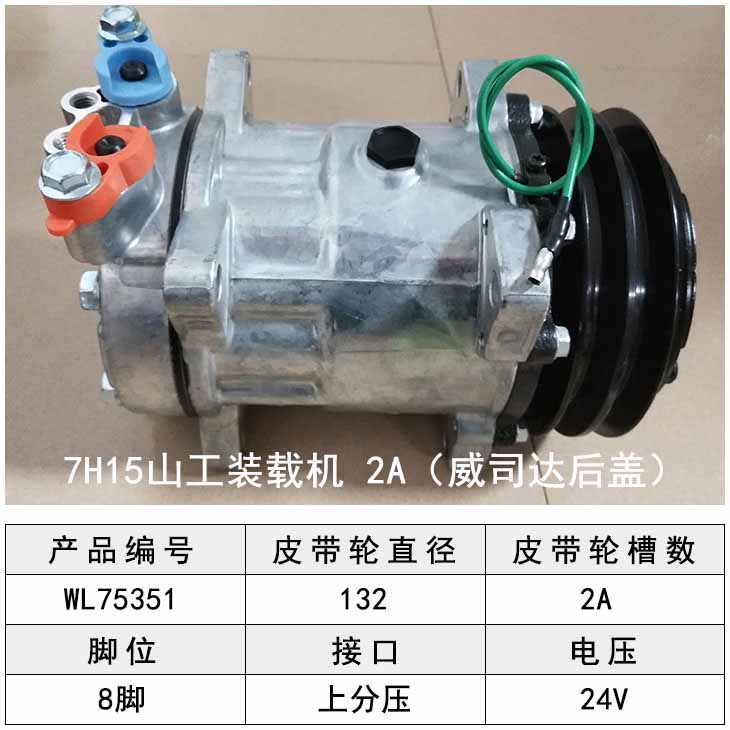 7H15山工装载机 2A（威司达后盖）
产品编号 皮带轮直径 皮带轮槽数
WL75351 132 2A
脚位 接口 电压
8脚 上分压 24V